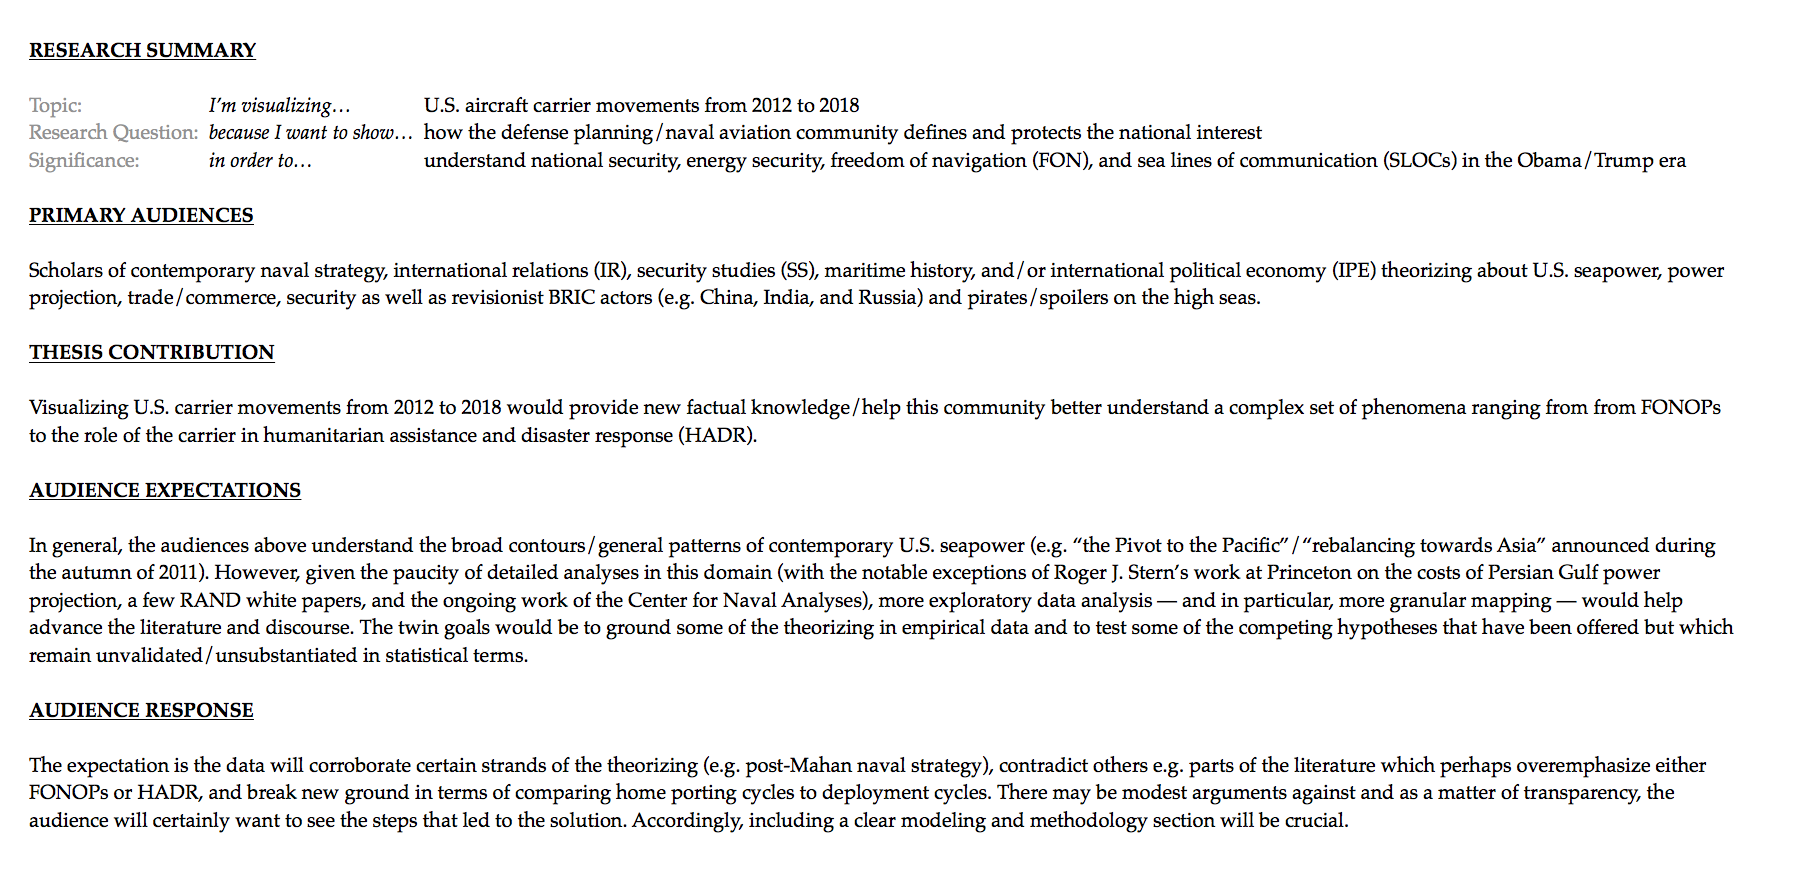 RESEARCH SUMMARY
Topic: I'm visualizing… U.S. aircraft carrier movements from 2012 to 2018
Research Question: because I want to show… how the defense planning/naval aviation community defines and protects the national interest
Significance: in order to… understand national security, energy security, freedom of navigation (FON), and sea lines of communication (SLOCs) in the Obama/Trump era
PRIMARY AUDIENCES
Scholars of contemporary naval strategy, international relations (IR), security studies (SS), maritime history, and/or international political economy (IPE) theorizing about U.S. seapower, power
projection, trade/commerce, security as well as revisionist BRIC actors (e.g. China, India, and Russia) and pirates/spoilers on the high seas.
THESIS CONTRIBUTION
Visualizing U.S. carrier movements from 2012 to 2018 would provide new factual knowledge/help this community better understand a complex set of phenomena ranging from from FONOPs
to the role of the carrier in humanitarian assistance and disaster response (HADR).
AUDIENCE EXPECTATIONS
In general, the audiences above understand the broad contours/general patterns of contemporary U.S. seapower (e.g. “the Pivot to the Pacific”/“rebalancing towards Asia” announced during
the autumn of 2011). However, given the paucity of detailed analyses in this domain (with the notable exceptions of Roger J. Stern’s work at Princeton on the costs of Persian Gulf power
projection, a few RAND white papers, and the ongoing work of the Center for Naval Analyses), more exploratory data analysis — and in particular, more granular mapping — would help
advance the literature and discourse. The twin goals would be to ground some of the theorizing in empirical data and to test some of the competing hypotheses that have been offered but which
remain unvalidated/unsubstantiated in statistical terms.
AUDIENCE RESPONSE
The expectation is the data will corroborate certain strands of the theorizing (e.g. post-Mahan naval strategy), contradict others e.g. parts of the literature which perhaps overemphasize either
FONOPs or HADR, and break new ground in terms of comparing home porting cycles to deployment cycles. There may be modest arguments against and as a matter of transparency, the
audience will certainly want to see the steps that led to the solution. Accordingly, including a clear modeling and methodology section will be crucial.